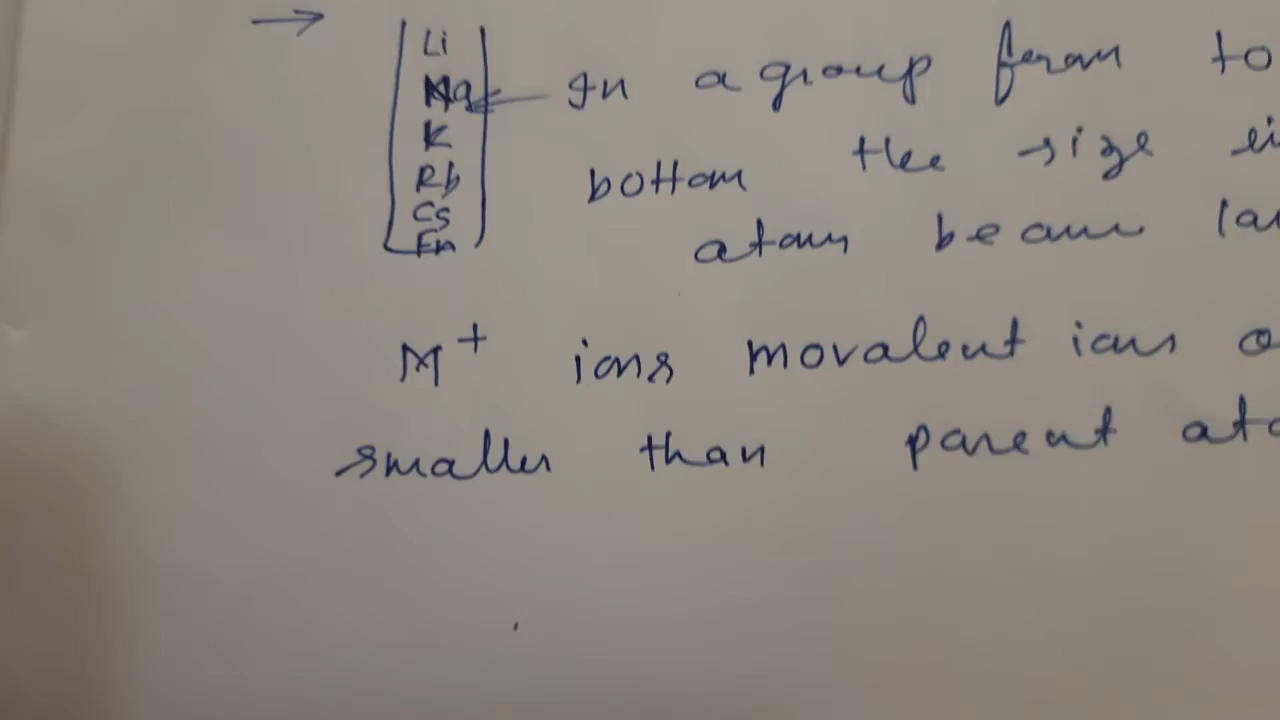 → Li
Na In a group from to
K
Rb bottom the size
Cs
Fr atom became
M+ ions movalent ions
smaller than parent